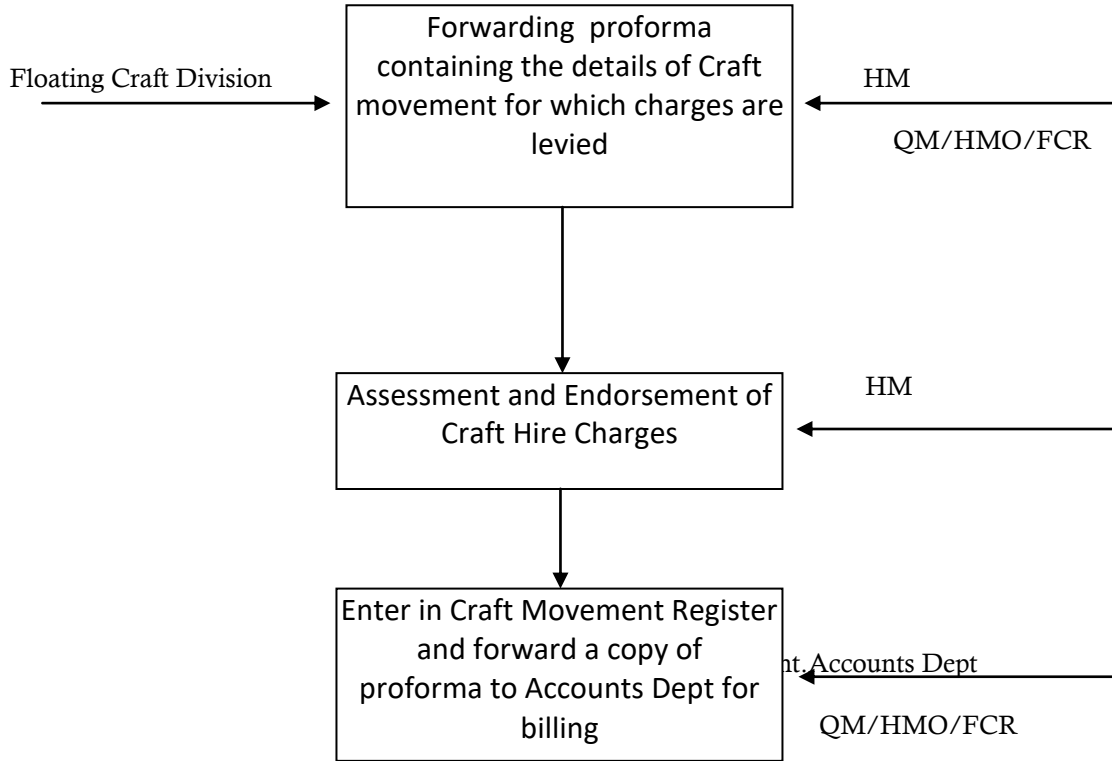 Forwarding proforma
containing the details of Craft
movement for which charges are
levied
Floating Craft Division
HM
QM/HMO/FCR
Assessment and Endorsement of
Craft Hire Charges
HM
Enter in Craft Movement Register
and forward a copy of
proforma to Accounts Dept for
billing
nt.Accounts Dept
QM/HMO/FCR